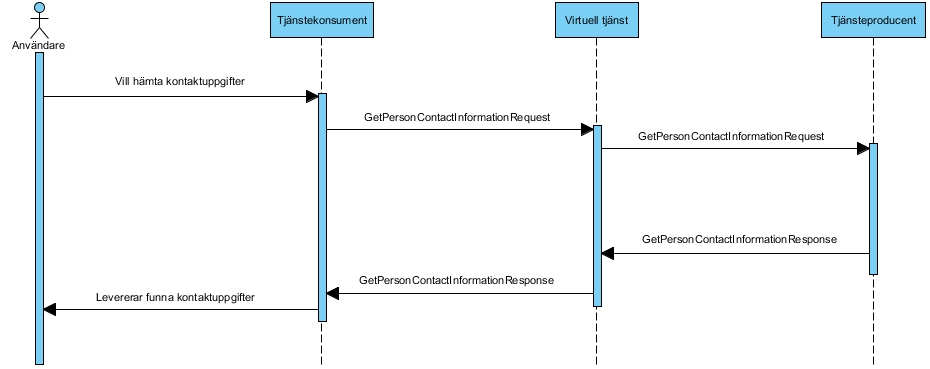 Tjänstekonsument
Virtuell tjänst
Tjänsteproducent
Användare
Vill hämta kontaktuppgifter
GetPersonContactInformationRequest
GetPersonContactInformationRequest
GetPersonContactInformationResponse
GetPersonContactInformationResponse
Levererar funna kontaktuppgifter